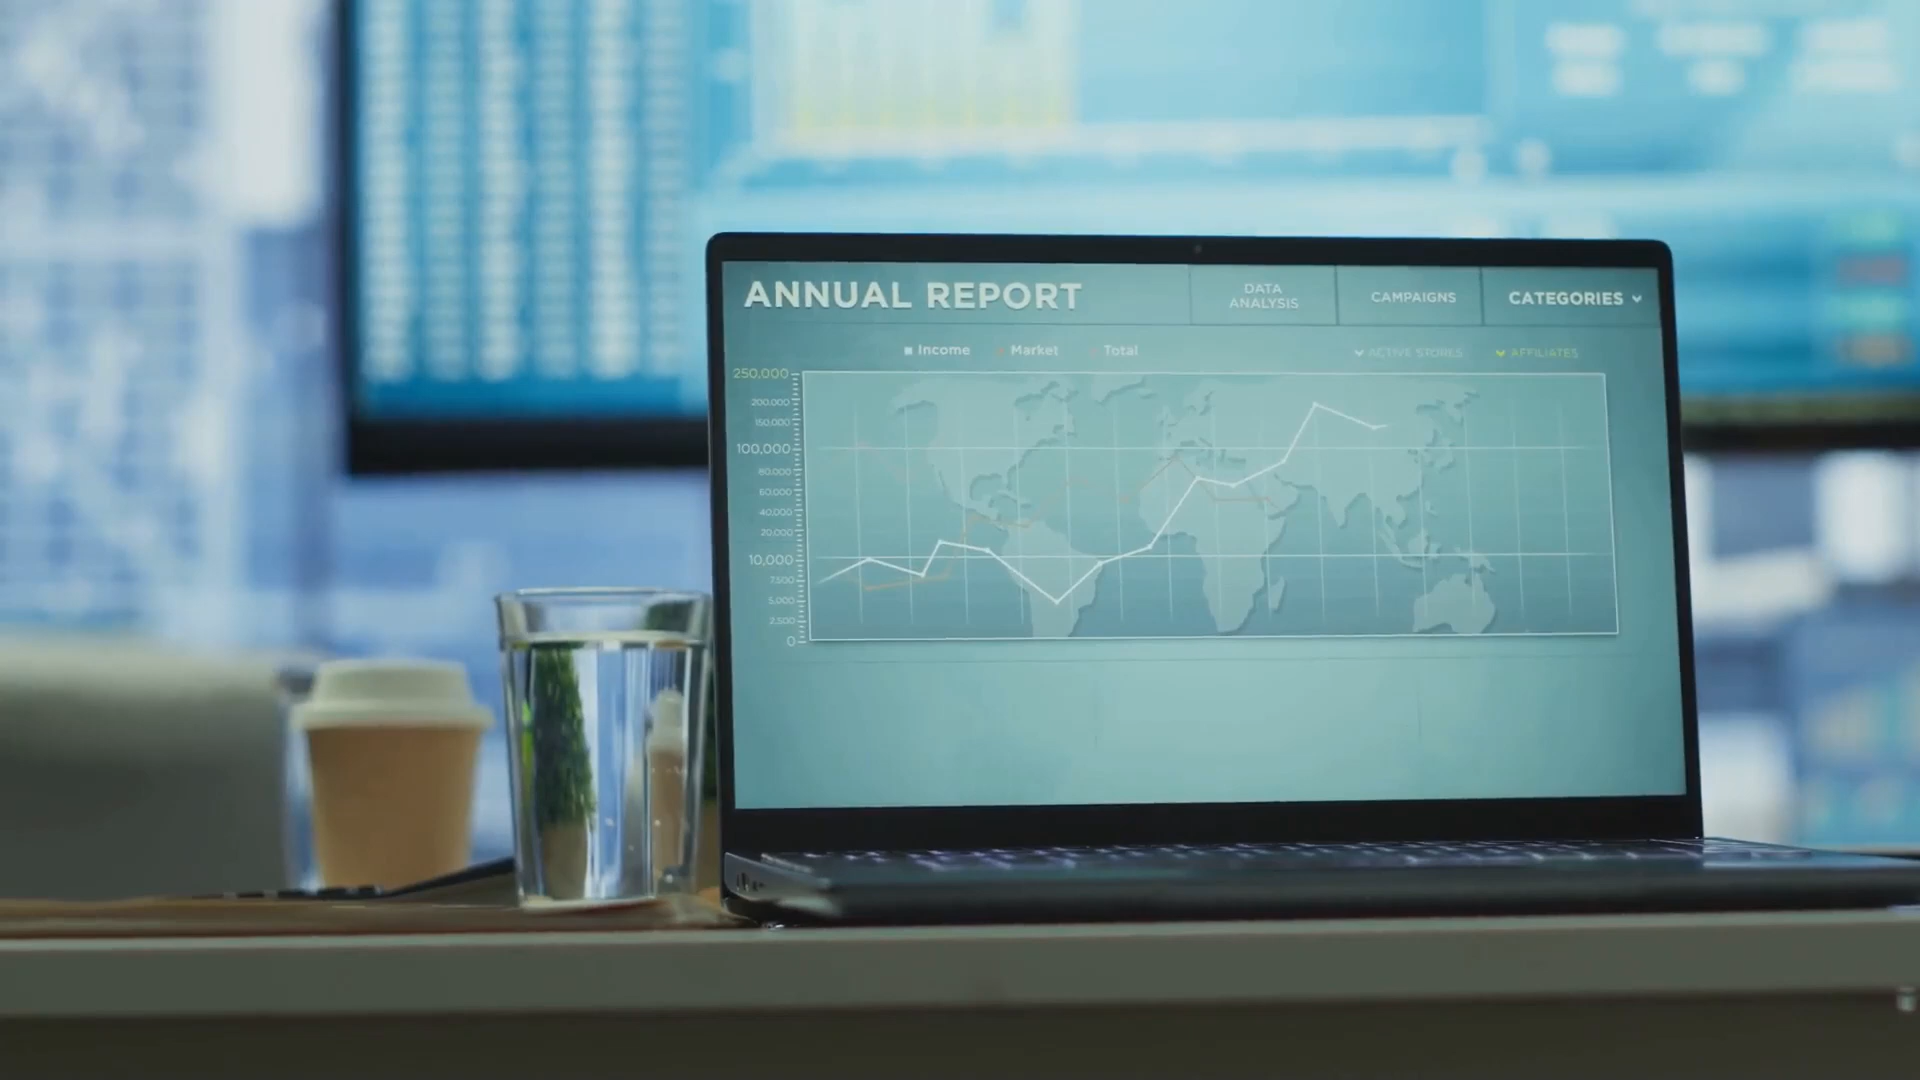 ANNUAL REPORT
DATA
ANALYSIS
CAMPAIGNS
CATEGORIES
Income
Market
Total
ACTIVE STORES
AFFILIATES
250,000
200,000
150,000
100,000
80,000
60,000
40,000
20,000
10,000
7,500
5,000
2,500
0